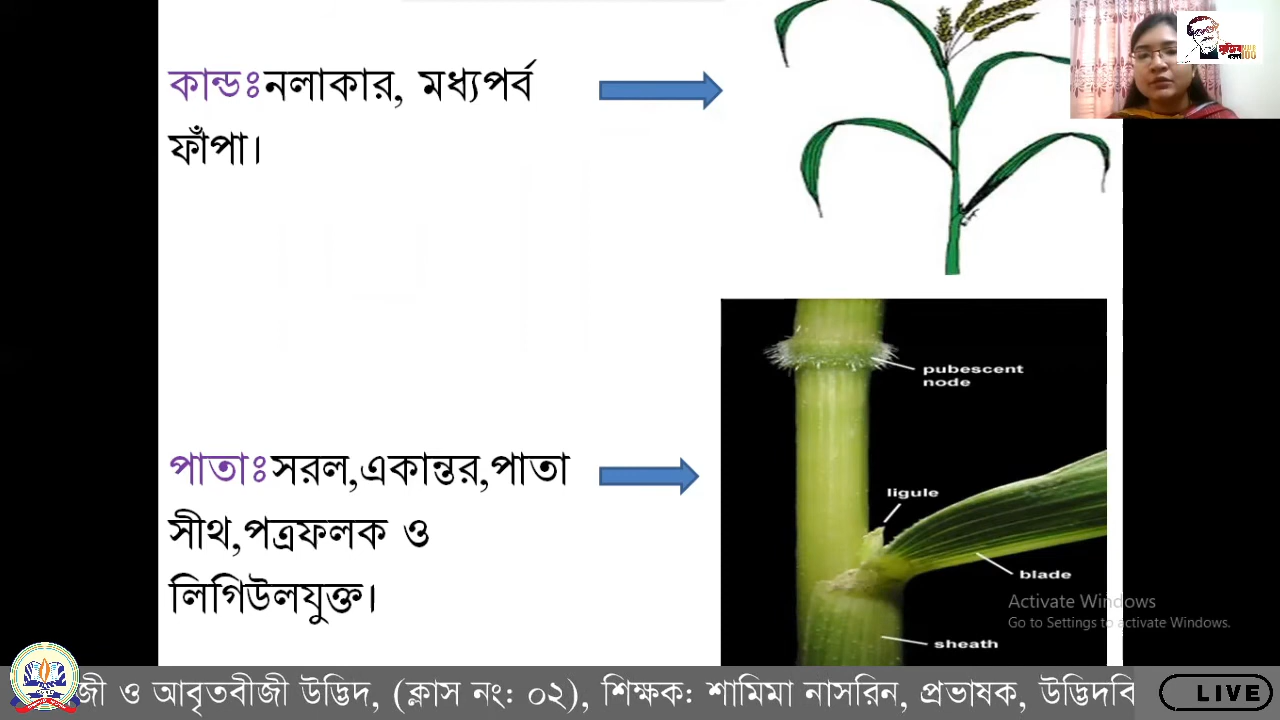 কান্ডঃনলাকার, মধ্যপর্ব
ফাঁপা।
pubescent
node
পাতাঃসরল,একান্তর,পাতা
সীথ,পত্রফলক ও
লিগিউলযুক্ত।
ligule
blade
sheath
Activate Windows
Go to Settings to activate Windows.
জী ও আবৃতবীজী উদ্ভিদ, (ক্লাস নং: ০২), শিক্ষক: শামিমা নাসরিন, প্রভাষক, উদ্ভিদবি
LIVE